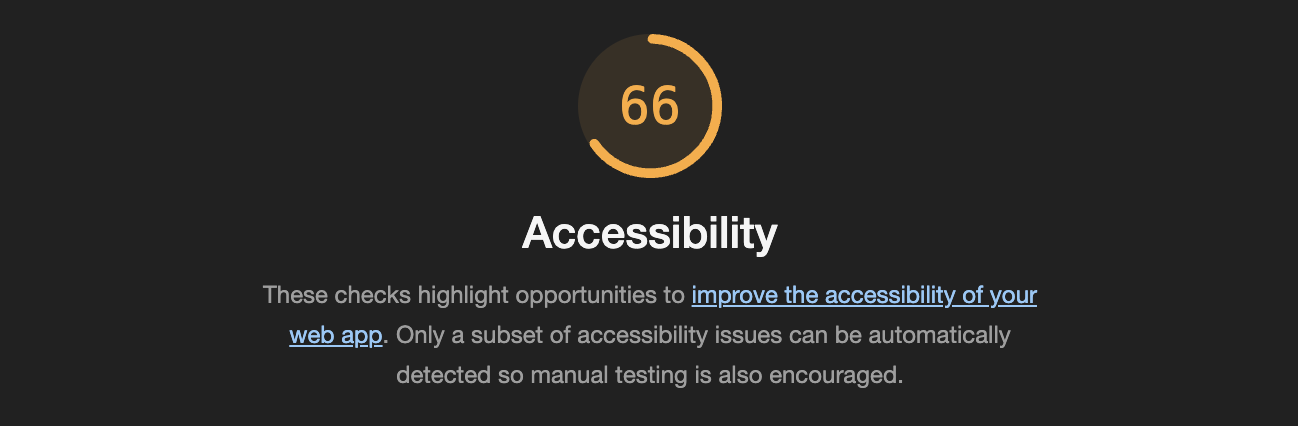 66
Accessibility
These checks highlight opportunities to improve the accessibility of your
web app. Only a subset of accessibility issues can be automatically
detected so manual testing is also encouraged.